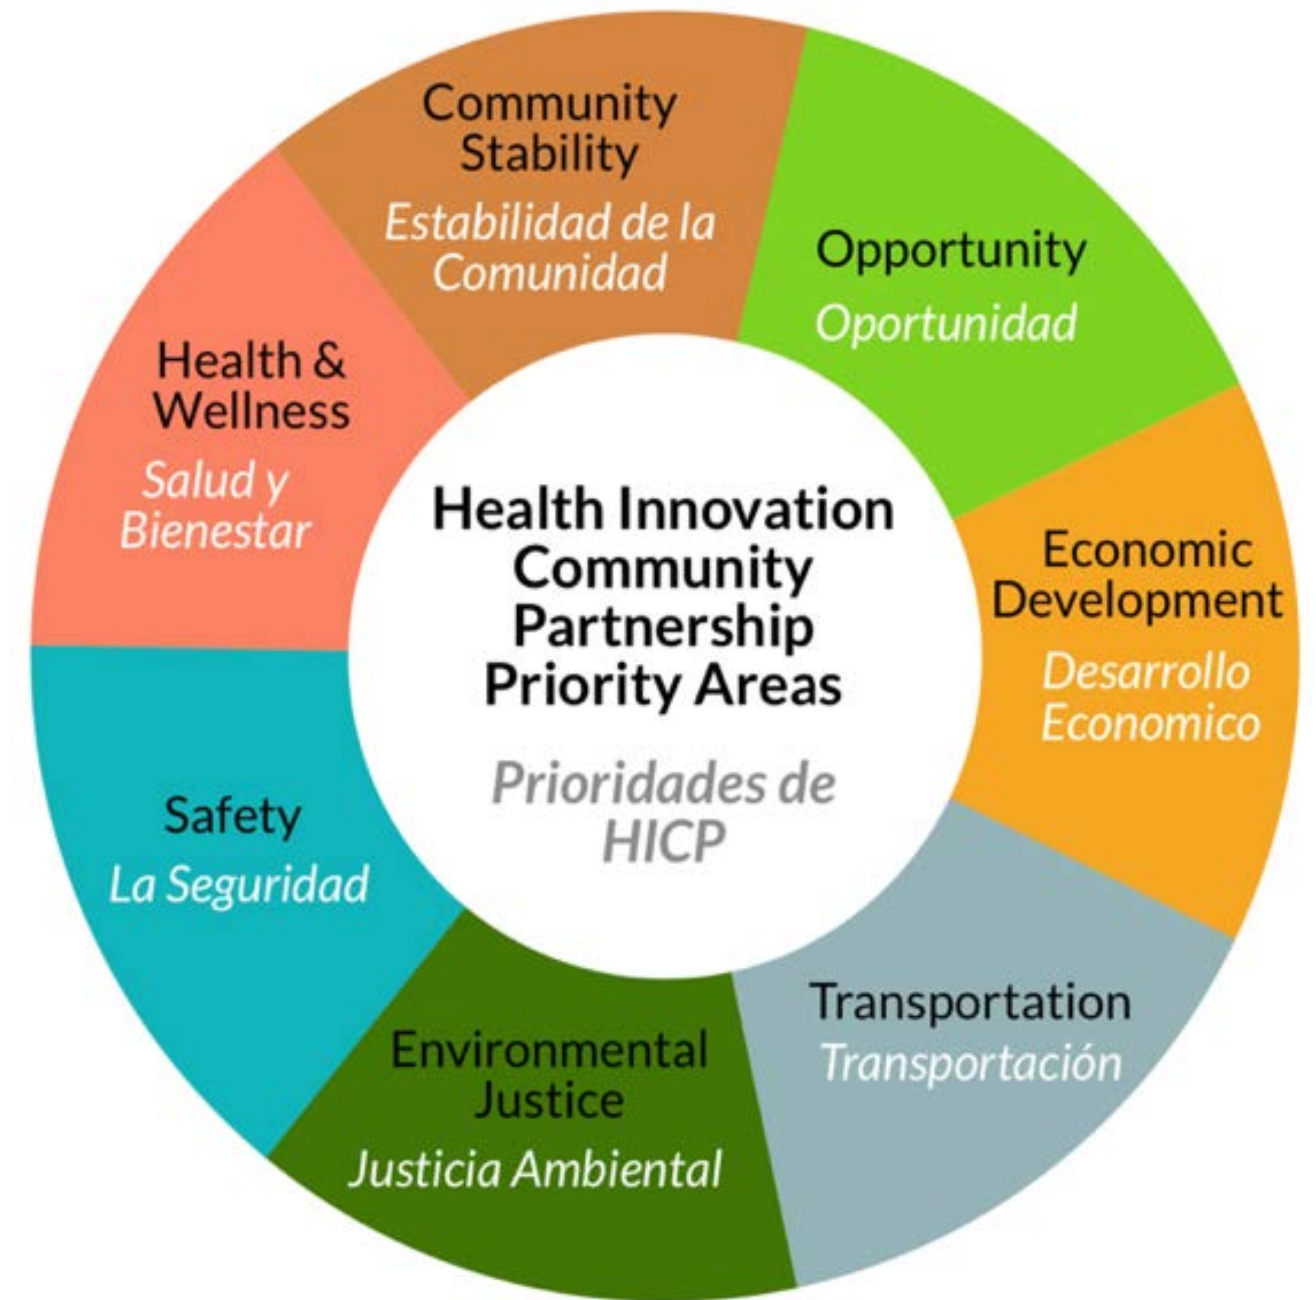 Community
Stability
Estabilidad de la
Comunidad
Opportunity
Oportunidad
Health &
Wellness
Salud y
Bienestar
Health Innovation
Community
Partnership
Priority Areas
Prioridades de
HICP
Economic
Development
Desarrollo
Economico
Safety
La Seguridad
Transportation
Transportación
Environmental
Justice
Justicia Ambiental